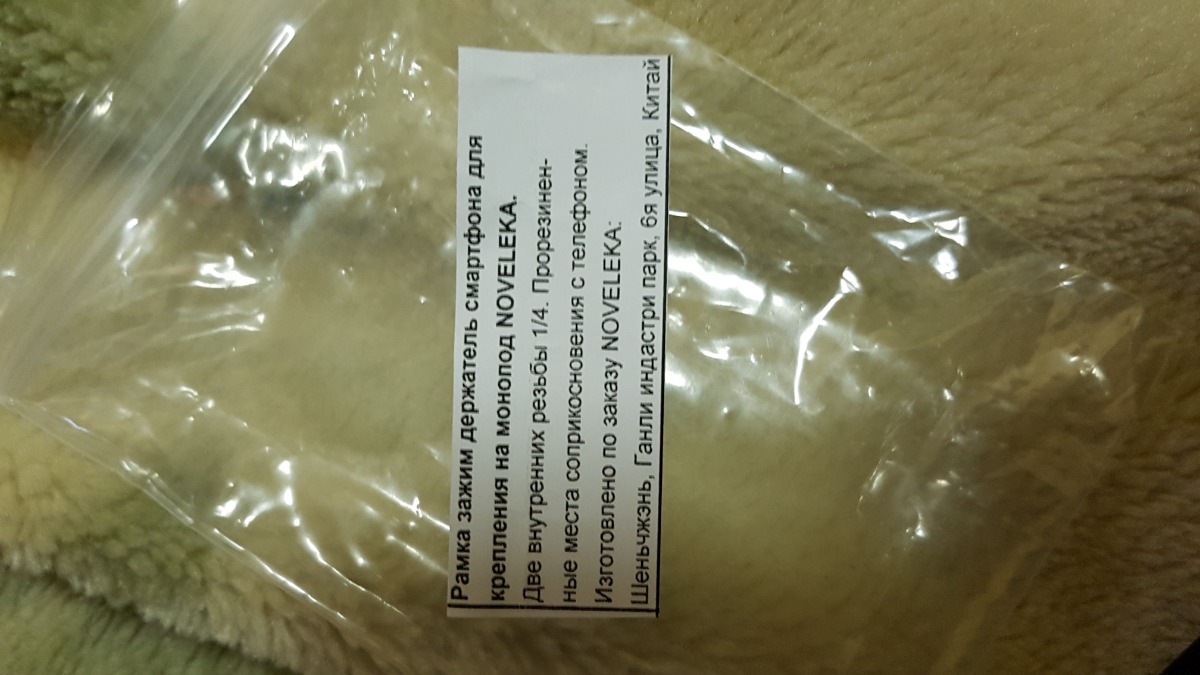 Рамка зажим держатель смартфона для
крепления на монопод NOVELEKA.
Две внутренних резьбы 1/4. Прорезинен-
ные места соприкосновения с телефоном.
Изготовлено по заказу NOVELEKA:
Шеньчжэнь, Ганли индастри парк, 6я улица, Китай